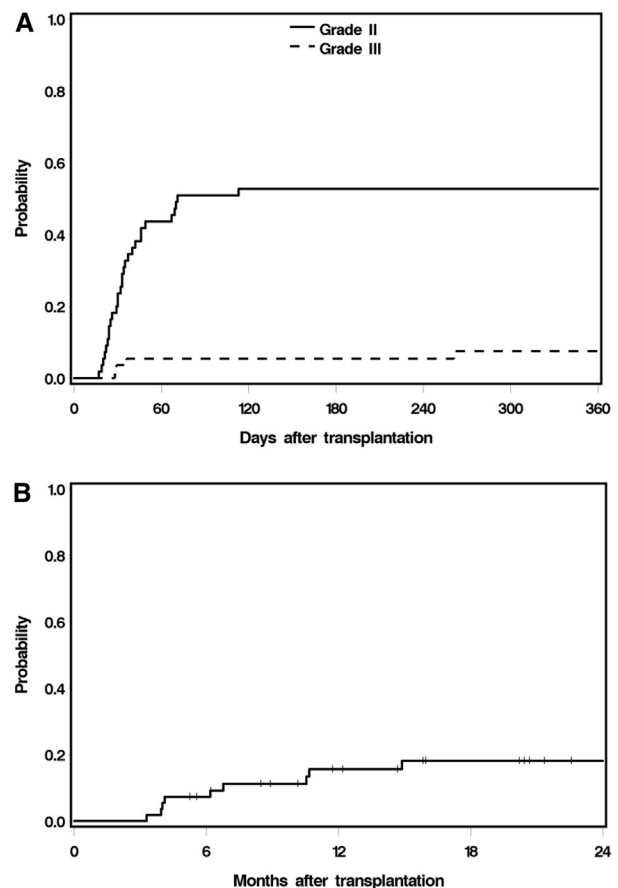 A
1.0
Grade II
Grade III
0.8
0.6
Probability
0.4
0.2
0.0
0 60 120 180 240 300 360
Days after transplantation
B
1.0
0.8
0.6
Probability
0.4
0.2
0.0
0 6 12 18 24
Months after transplantation